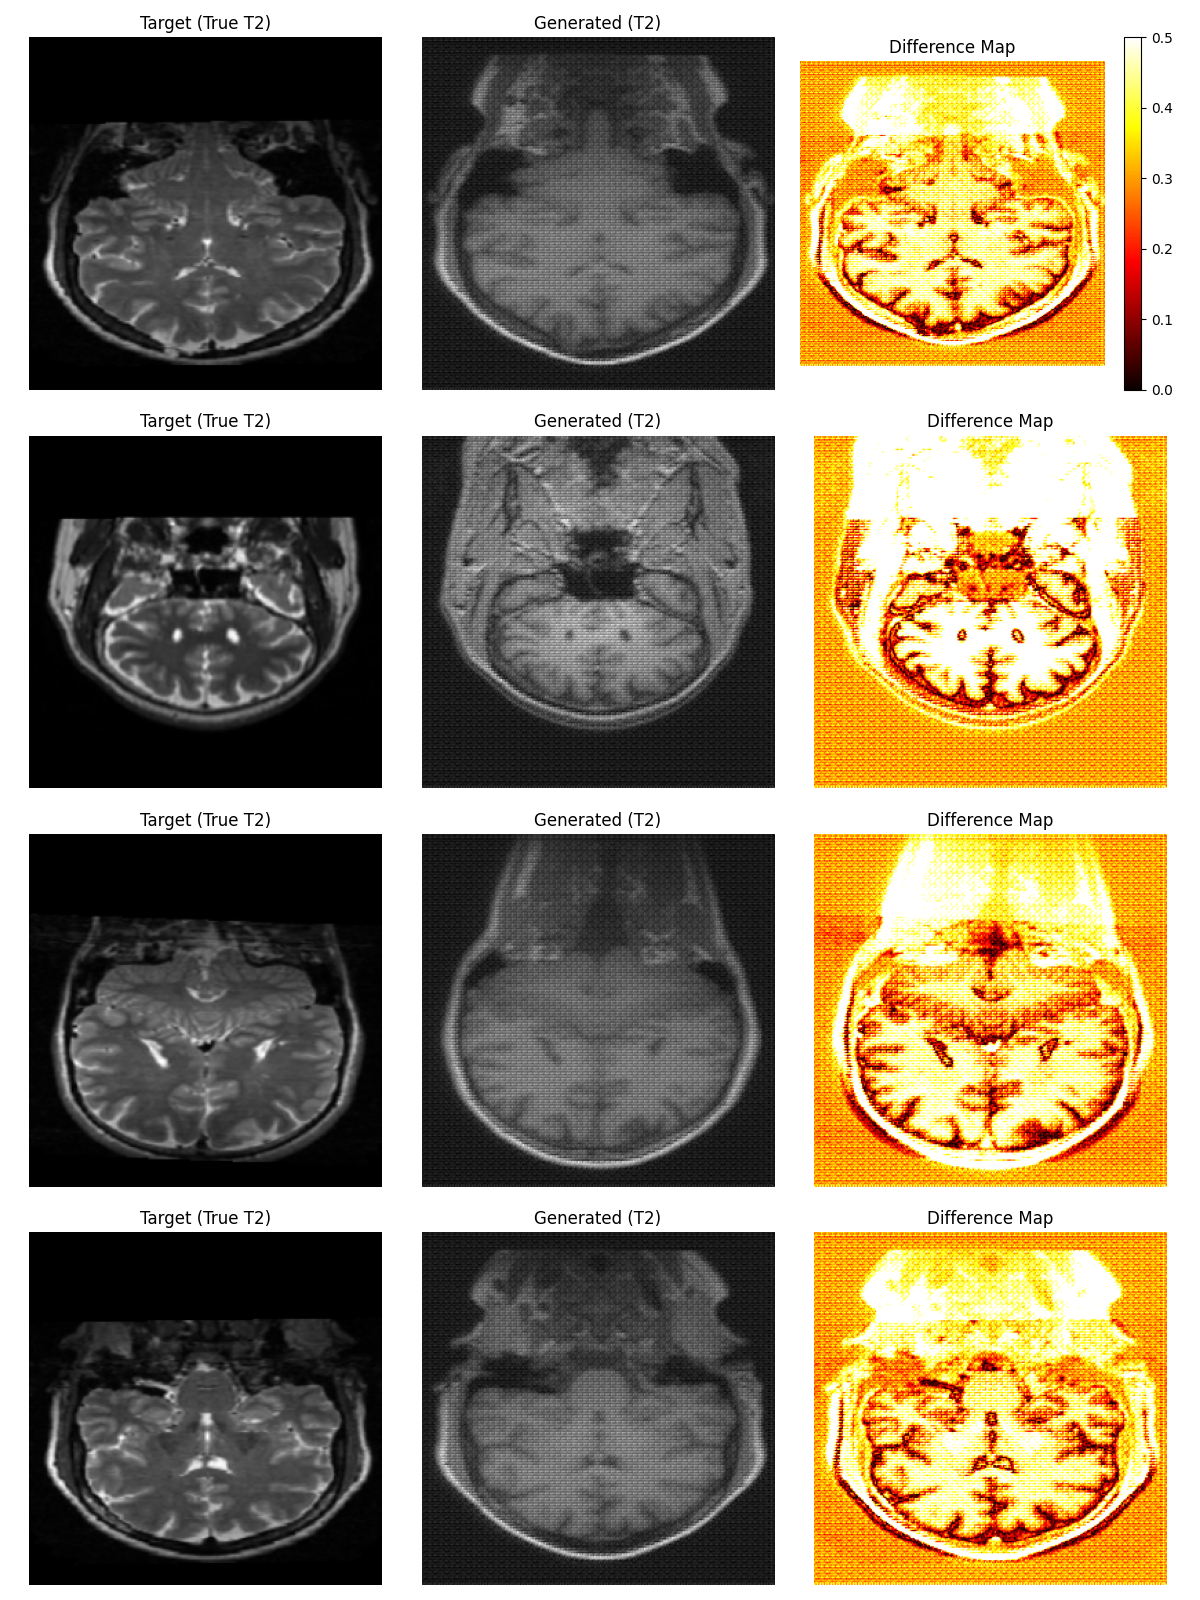 Target (True T2)
Generated (T2)
Difference Map
0.5
0.4
0.3
0.2
0.1
0.0
Target (True T2)
Generated (T2)
Difference Map
Target (True T2)
Generated (T2)
Difference Map
Target (True T2)
Generated (T2)
Difference Map